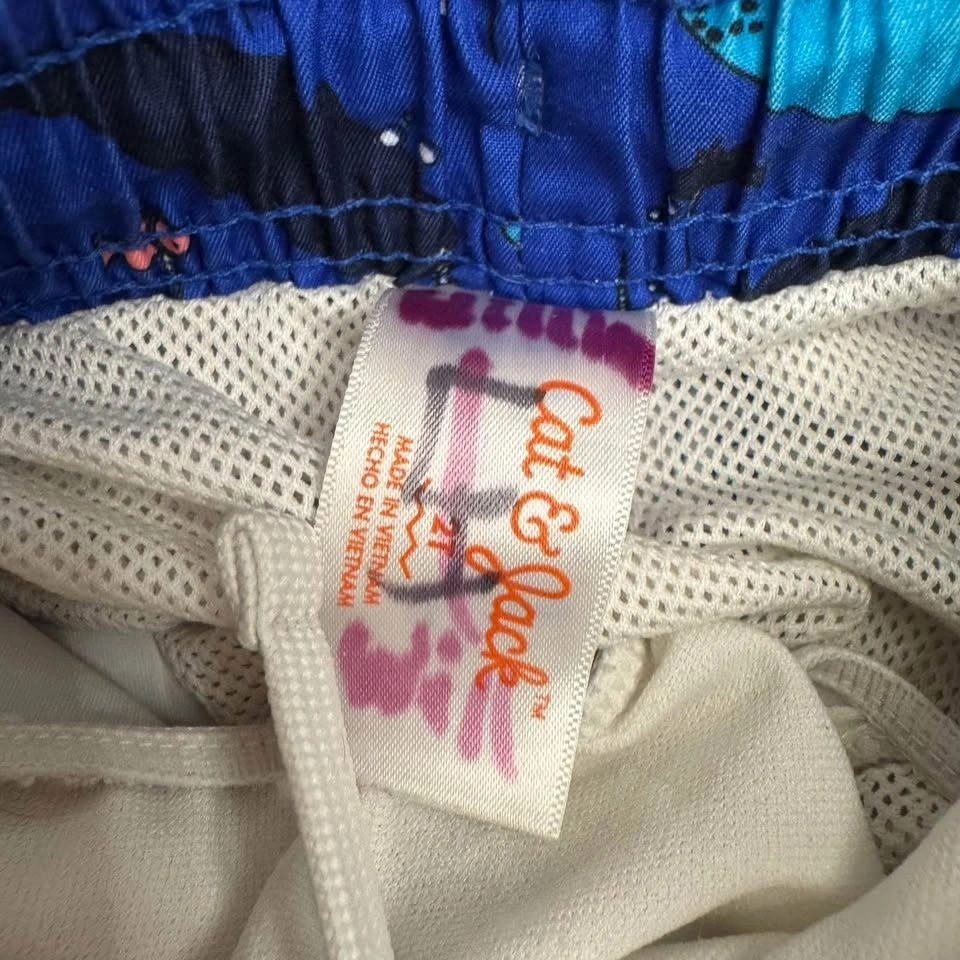 Cat & Jack™
2T
MADE IN VIETNAM
HECHO EN VIETNAM